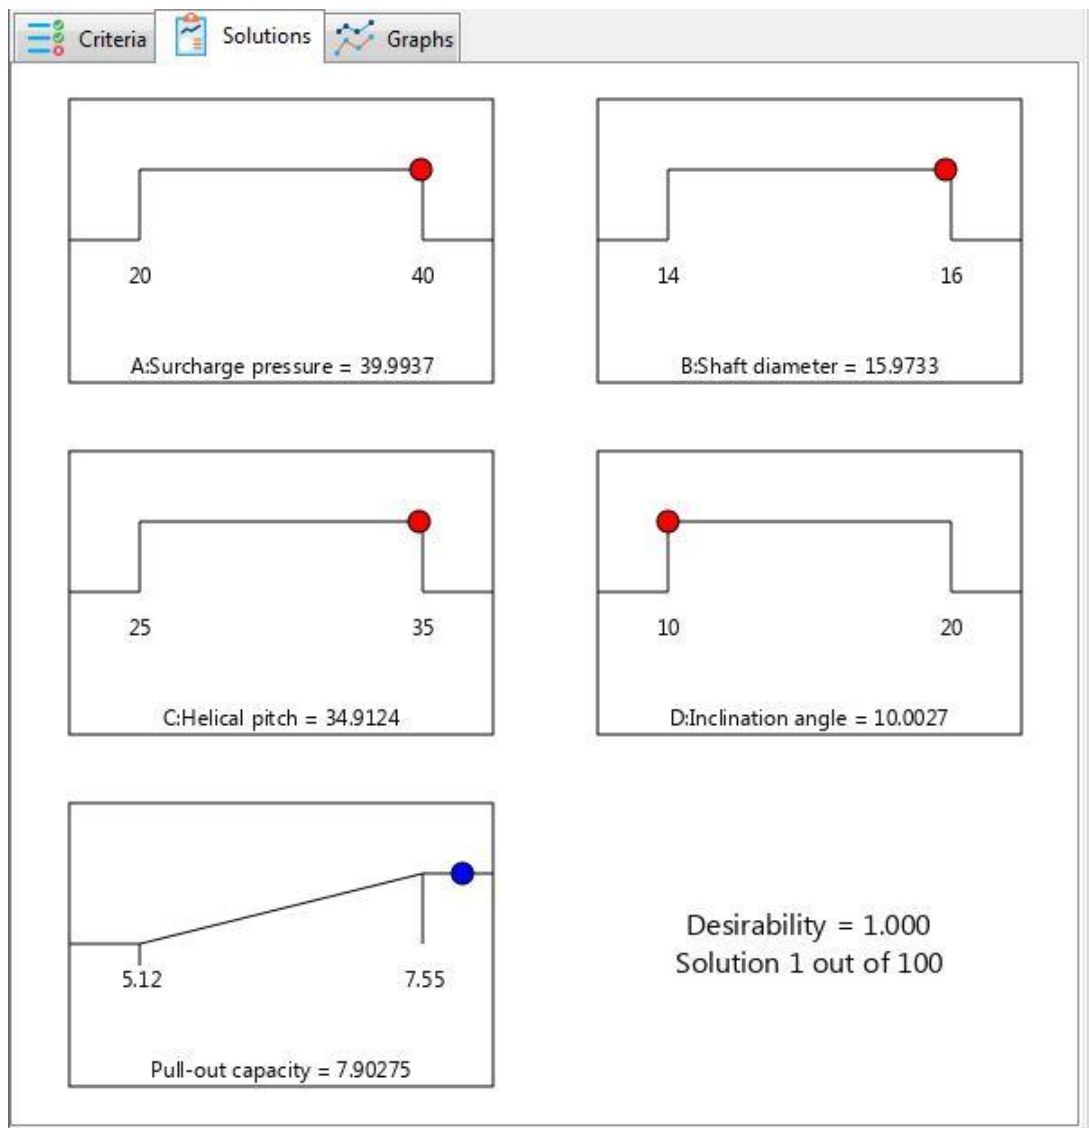 Criteria
Solutions
Graphs
20
40
A:Surcharge pressure = 39.9937
14
16
B:Shaft diameter = 15.9733
25
35
C:Helical pitch = 34.9124
10
20
D:Inclination angle = 10.0027
5.12
7.55
Pull-out capacity = 7.90275
Desirability = 1.000
Solution 1 out of 100